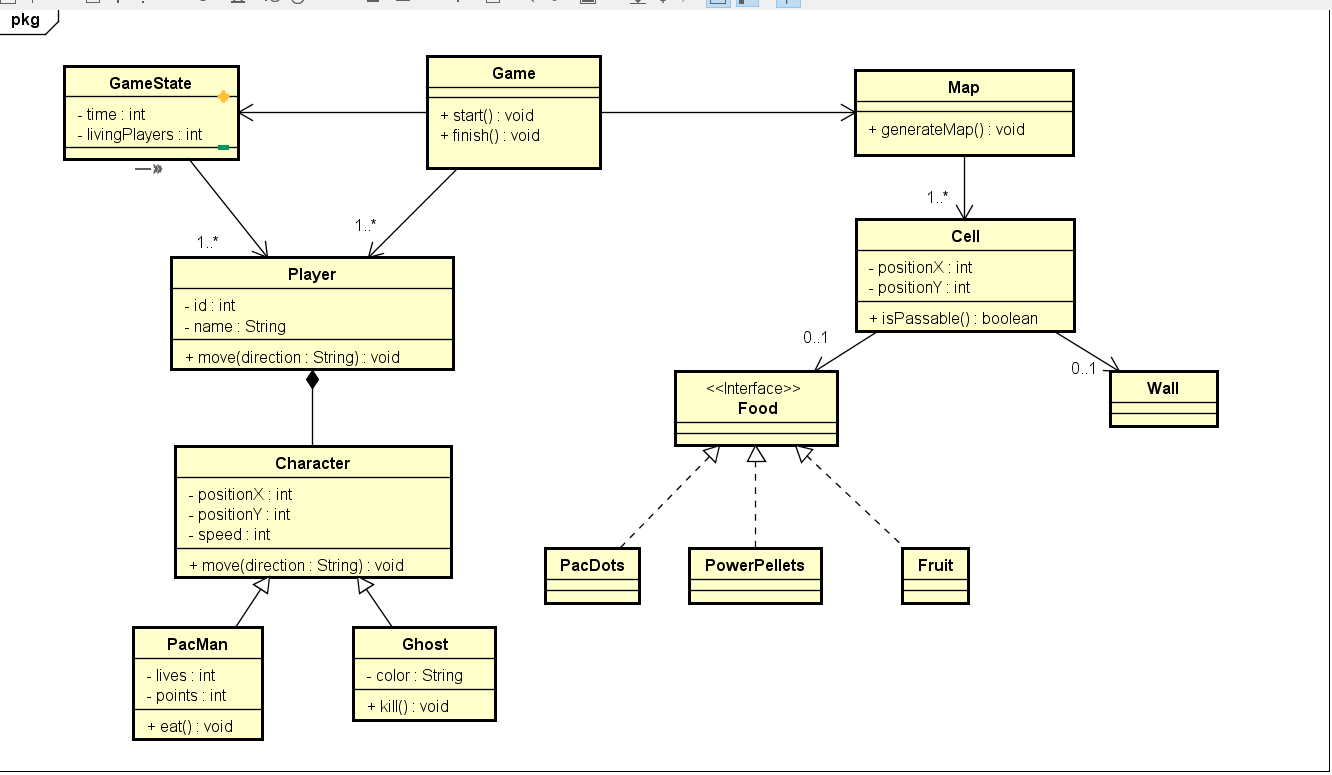 pkg
GameState
- time : int
- livingPlayers : int
Game
+ start() : void
+ finish() : void
Map
+ generateMap() : void
1..*
1..*
1..*
Player
- id : int
- name : String
+ move(direction : String) : void
Cell
- positionX : int
- positionY : int
+ isPassable() : boolean
0..1
0..1
<<Interface>>
Food
Wall
Character
- positionX : int
- positionY : int
- speed : int
+ move(direction : String) : void
PacDots
PowerPellets
Fruit
PacMan
- lives : int
- points : int
+ eat() : void
Ghost
- color : String
+ kill() : void